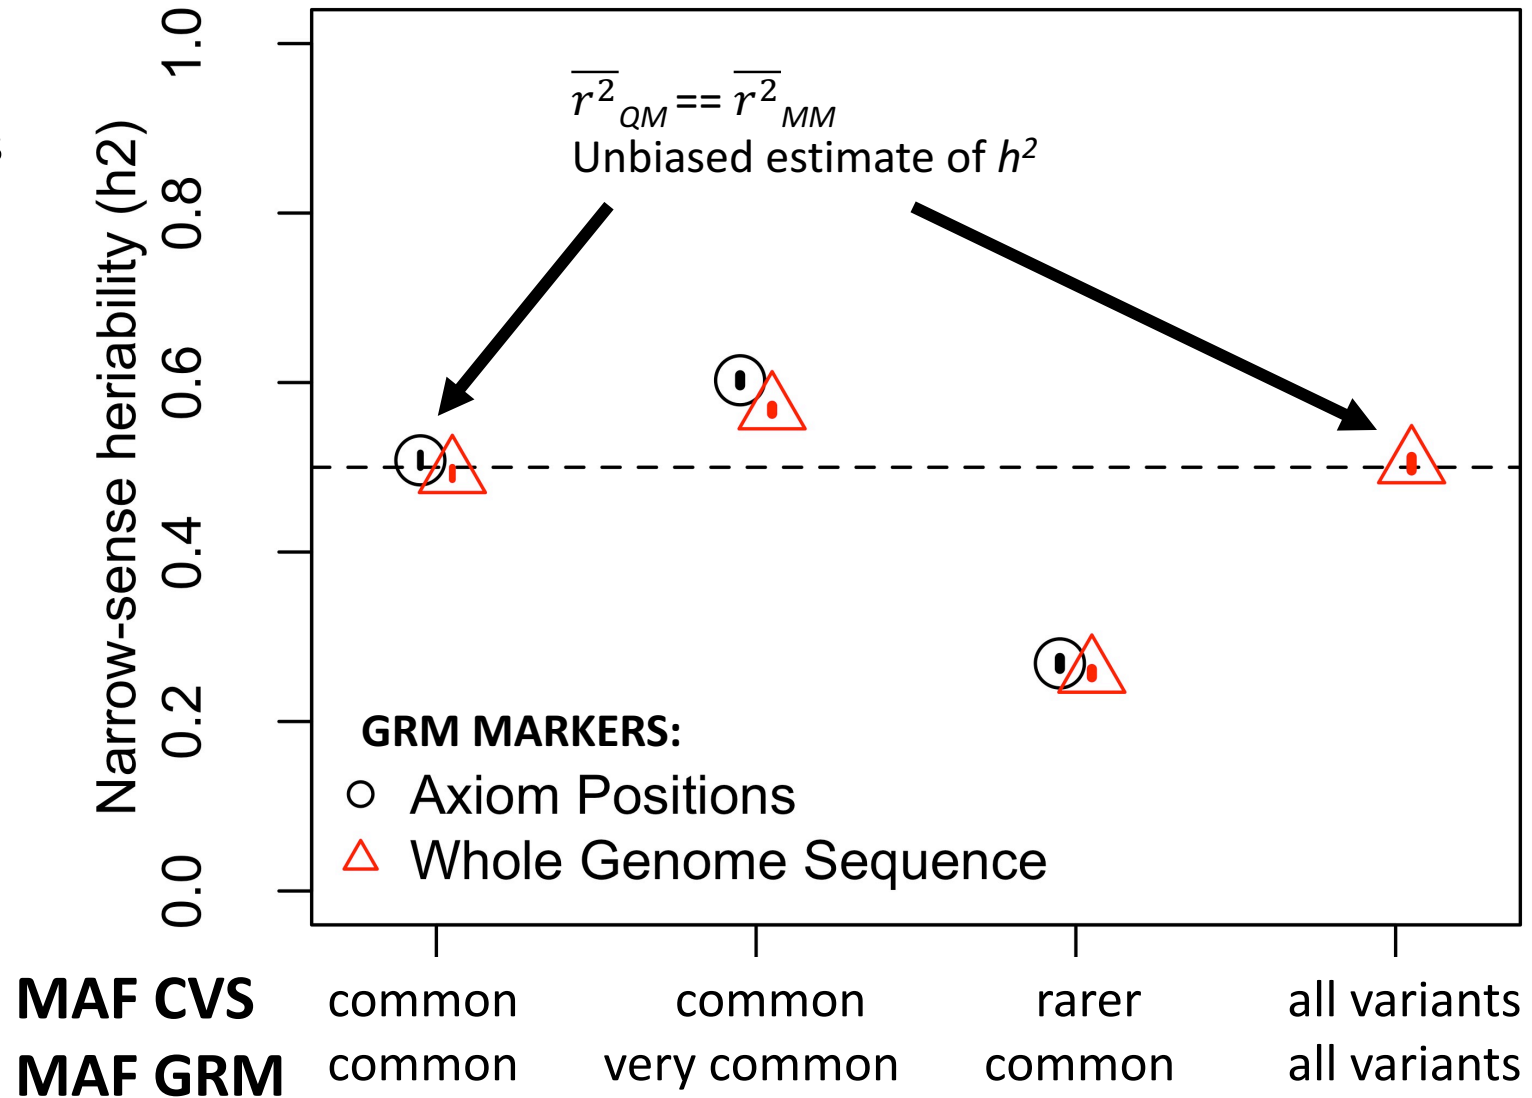 r²QM == r²MM
Unbiased estimate of h²
Narrow-sense heriability (h2)
1.0
0.8
0.6
0.4
0.2
0.0
GRM MARKERS:
Axiom Positions
Whole Genome Sequence
MAF CVS common common rarer all variants
MAF GRM common very common common all variants